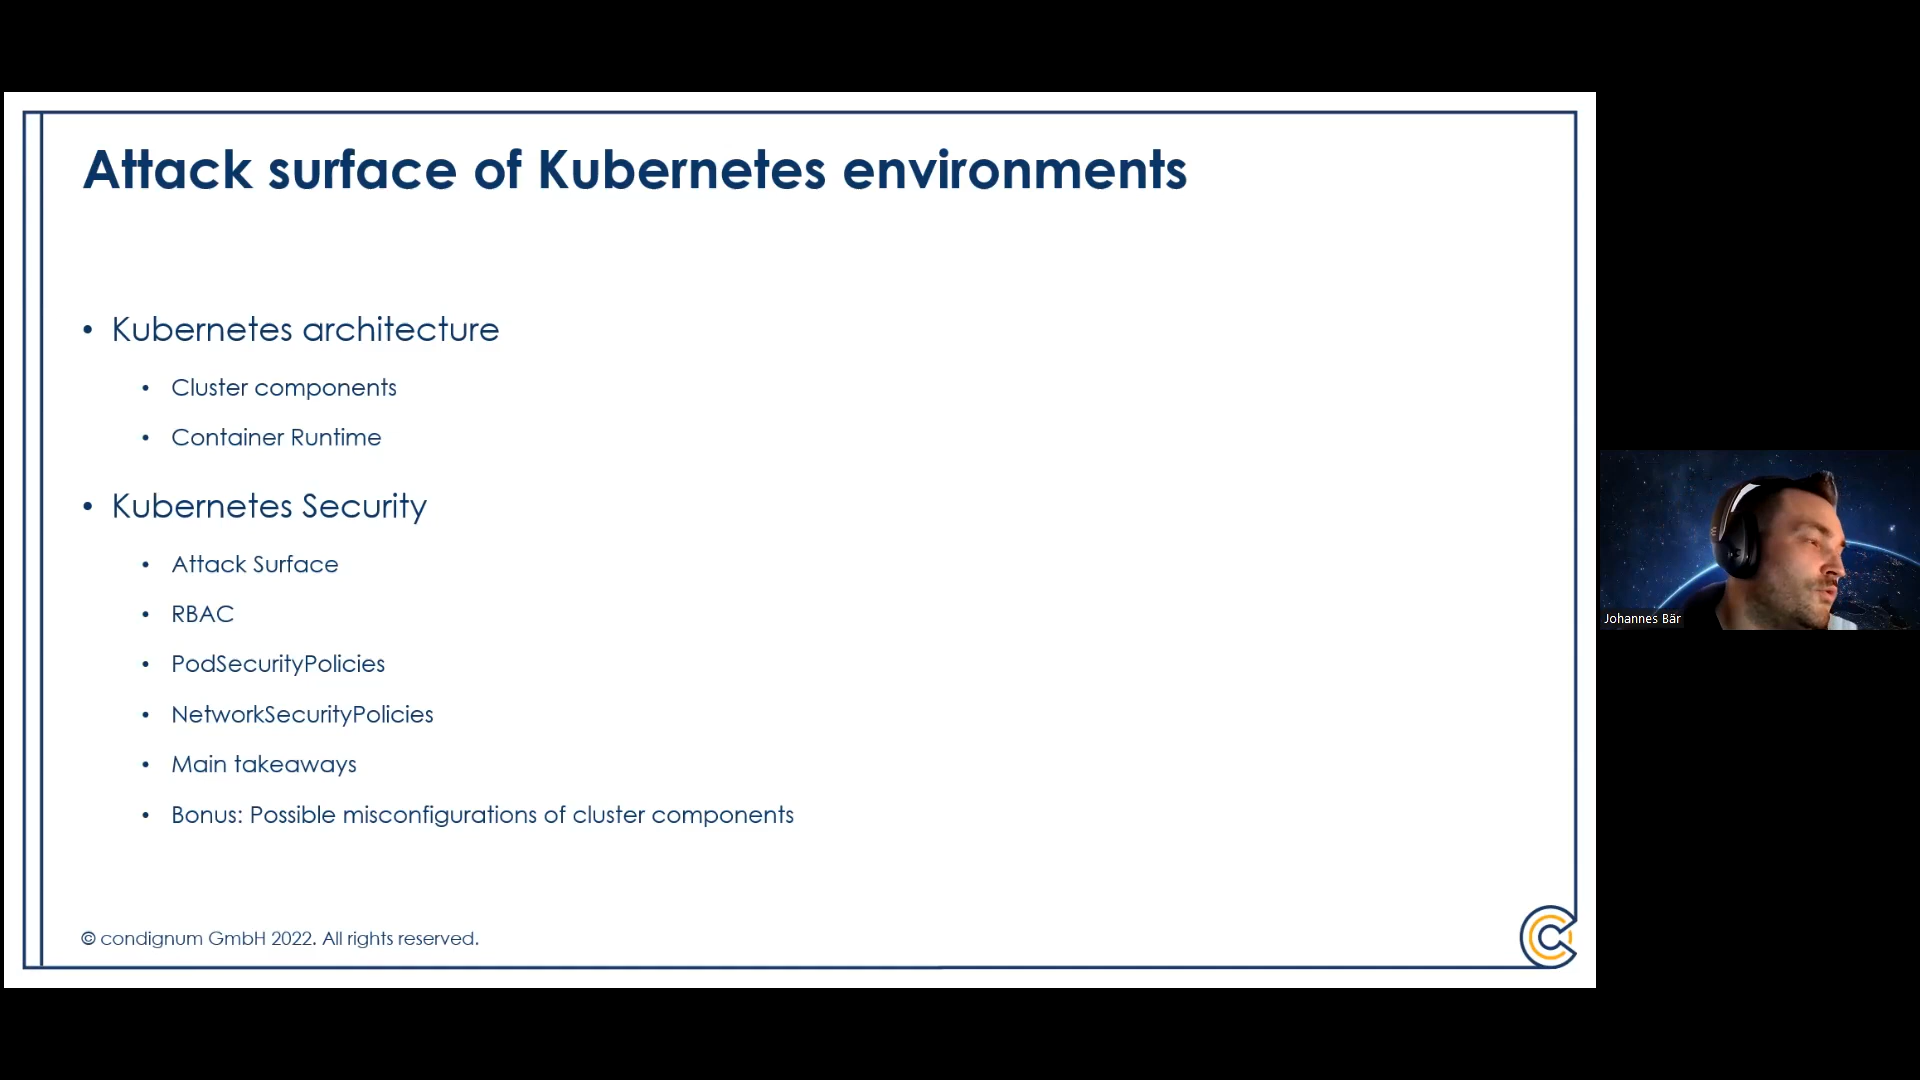 Attack surface of Kubernetes environments
• Kubernetes architecture
• Cluster components
• Container Runtime
• Kubernetes Security
• Attack Surface
• RBAC
• PodSecurityPolicies
• NetworkSecurityPolicies
• Main takeaways
• Bonus: Possible misconfigurations of cluster components
© condignum GmbH 2022. All rights reserved.
Johannes Bär